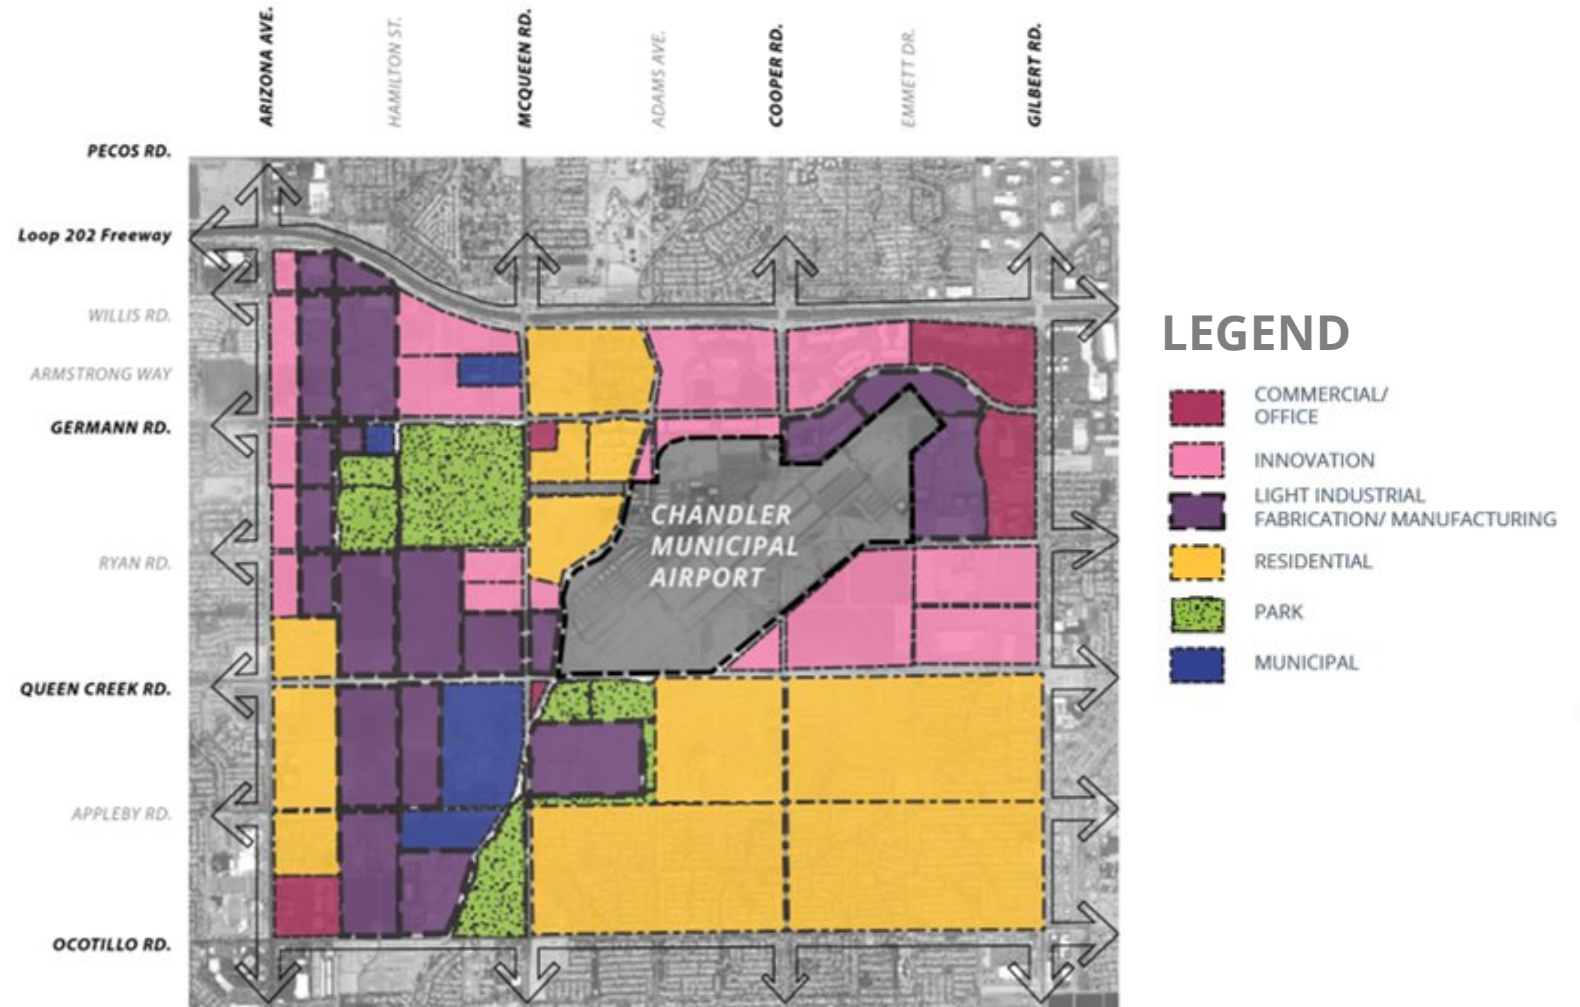 ARIZONA AVE.
HAMILTON ST.
MCQUEEN RD.
ADAMS AVE.
COOPER RD.
EMMETT DR.
GILBERT RD.
PECOS RD.
Loop 202 Freeway
WILLIS RD.
ARMSTRONG WAY
GERMANN RD.
RYAN RD.
QUEEN CREEK RD.
APPLEBY RD.
OCOTILLO RD.
CHANDLER
MUNICIPAL
AIRPORT
LEGEND
COMMERCIAL/
OFFICE
INNOVATION
LIGHT INDUSTRIAL
FABRICATION/ MANUFACTURING
RESIDENTIAL
PARK
MUNICIPAL